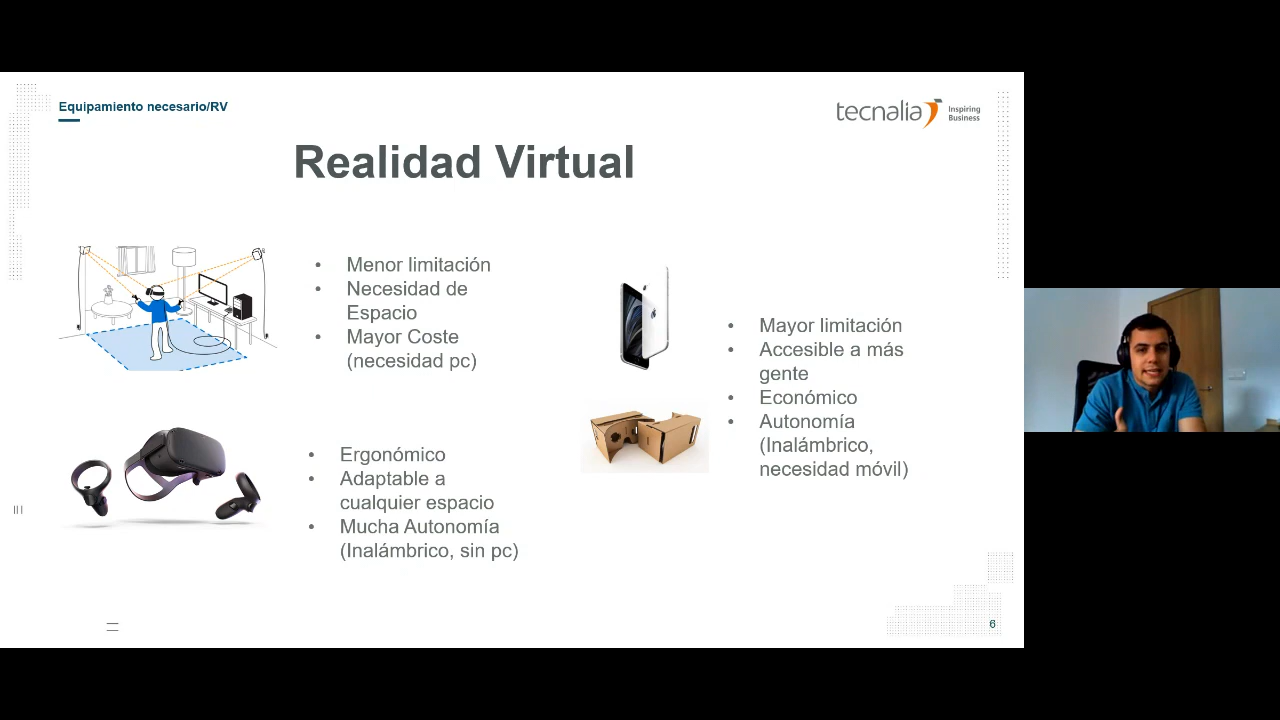 Equipamiento necesario/RV
tecnalia Inspiring
Business
Realidad Virtual
• Menor limitación
• Necesidad de
Espacio
• Mayor Coste
(necesidad pc)
• Ergonómico
• Adaptable a
cualquier espacio
• Mucha Autonomía
(Inalámbrico, sin pc)
• Mayor limitación
• Accesible a más
gente
• Económico
• Autonomía
(Inalámbrico,
necesidad móvil)
6